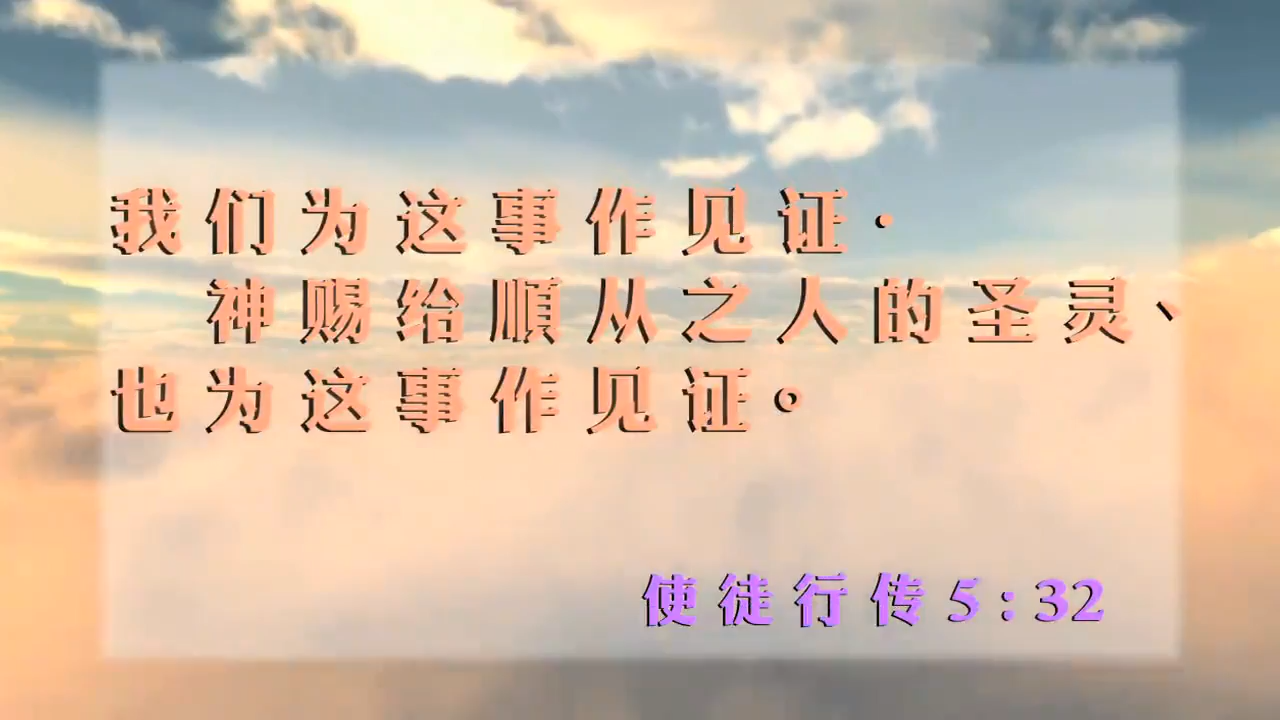 我们为这事作见证·
神赐给順从之人的圣灵、
也为这事作见证。
使徒行传5:32